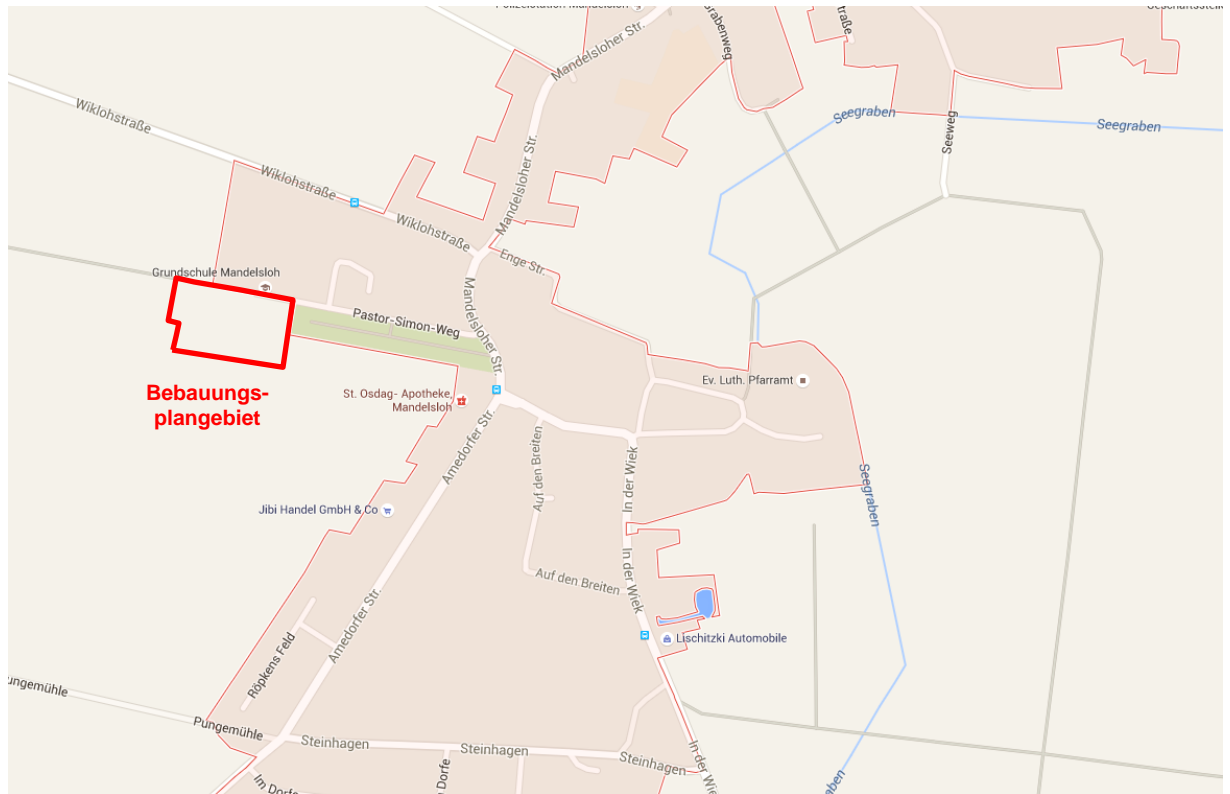 Polizeistation Mandelsloh
Mandelsloher Str.
Grabenweg
straße
Geschäftsstelle
Wiklohstraße
Seegraben
Seegraben
Seeweg
Mandelsloher Str.
Wiklohstraße
Wiklohstraße
Enge Str.
Grundschule Mandelsloh
Pastor-Simon-Weg
Mandelsloher Str.
Bebauungs-
plangebiet
St. Osdag- Apotheke,
Mandelsloh
Ev. Luth. Pfarramt
Amedorfer Str.
Auf den Breiten
In der Wiek
Seegraben
Jibi Handel GmbH & Co
Auf den Breiten
In der Wiek
Lischitzki Automobile
Amedorfer Str.
Röpkens Feld
ungemühle
Pungemühle
Steinhagen
Steinhagen
Steinhagen
In der Wiek
Im Dorfe
Dorfe
Seegraben